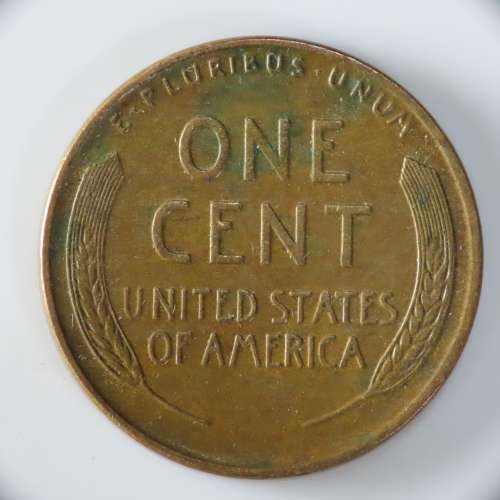 E · PLURIBUS · UNUM
ONE
CENT
UNITED STATES
OF AMERICA